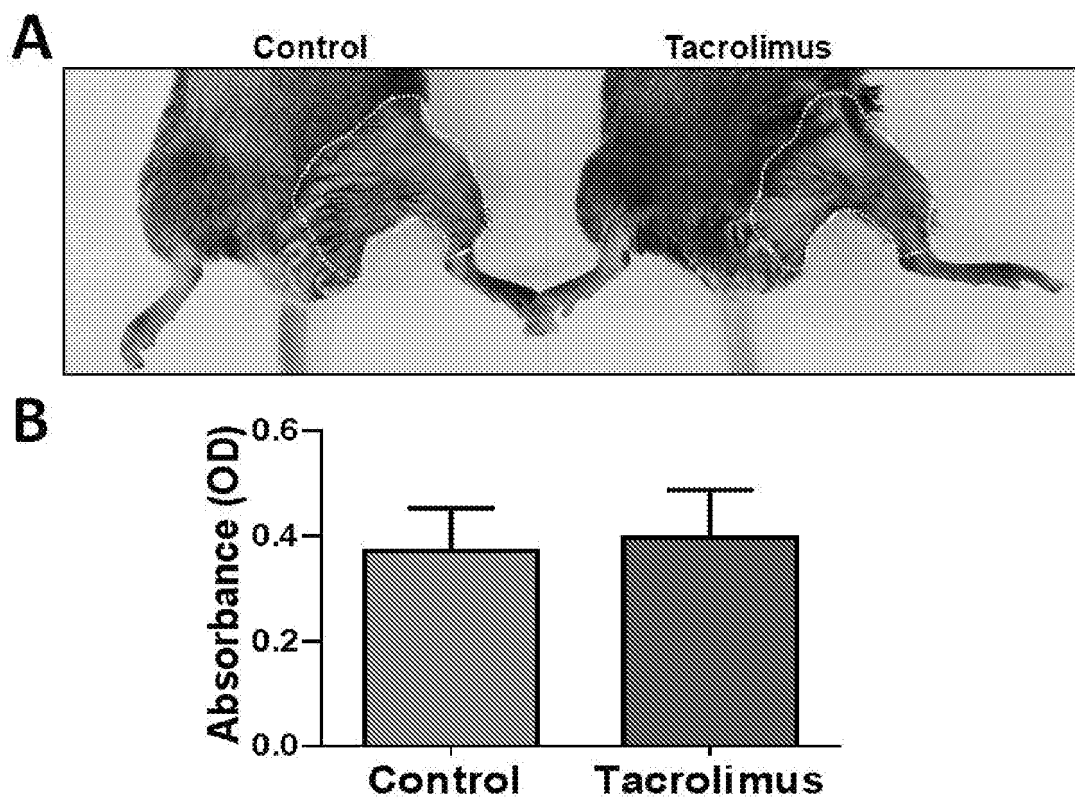 A
Control Tacrolimus
B
Absorbance (OD)
0.6
0.4
0.2
0.0
Control Tacrolimus